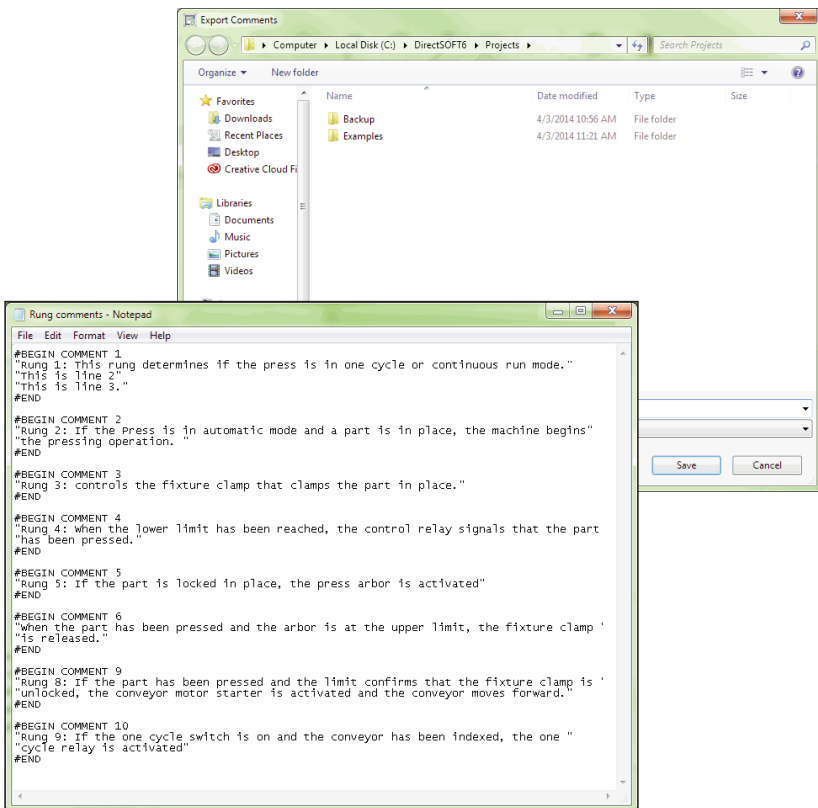 Export Comments
Computer Local Disk (C:) DirectSOFT6 Projects
Search Projects
Organize New folder
Name Date modified Type Size
Favorites
Downloads
Recent Places
Desktop
Creative Cloud Fi
Libraries
Documents
Music
Pictures
Videos
Backup 4/3/2014 10:56 AM File folder
Examples 4/3/2014 11:21 AM File folder
Save Cancel
Rung comments - Notepad
File Edit Format View Help
#BEGIN COMMENT 1
"Rung 1: This rung determines if the press is in one cycle or continuous run mode."
"This is line 2"
"This is line 3."
#END
#BEGIN COMMENT 2
"Rung 2: If the Press is in automatic mode and a part is in place, the machine begins"
"the pressing operation. "
#END
#BEGIN COMMENT 3
"Rung 3: controls the fixture clamp that clamps the part in place."
#END
#BEGIN COMMENT 4
"Rung 4: When the lower limit has been reached, the control relay signals that the part
"has been pressed."
#END
#BEGIN COMMENT 5
"Rung 5: If the part is locked in place, the press arbor is activated"
#END
#BEGIN COMMENT 6
"when the part has been pressed and the arbor is at the upper limit, the fixture clamp '
"is released."
#END
#BEGIN COMMENT 9
"Rung 8: If the part has been pressed and the limit confirms that the fixture clamp is '
"unlocked, the conveyor motor starter is activated and the conveyor moves forward."
#END
#BEGIN COMMENT 10
"Rung 9: If the one cycle switch is on and the conveyor has been indexed, the one "
"cycle relay is activated"
#END